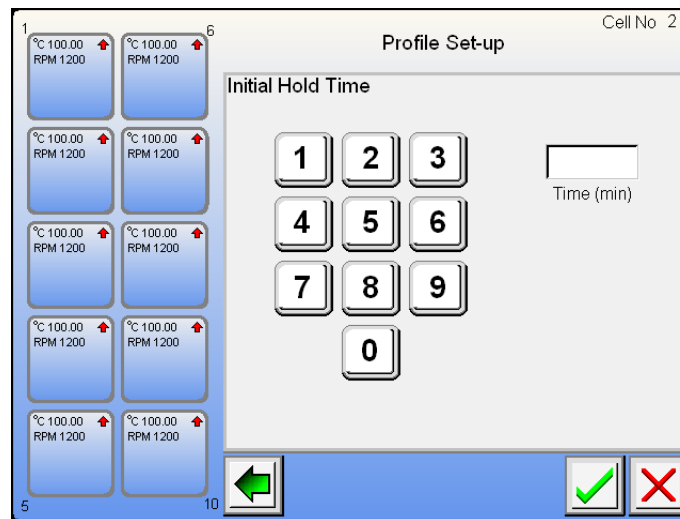 Cell No 2
Profile Set-up
1
6
°C 100.00
RPM 1200
°C 100.00
RPM 1200
°C 100.00
RPM 1200
°C 100.00
RPM 1200
°C 100.00
RPM 1200
°C 100.00
RPM 1200
°C 100.00
RPM 1200
°C 100.00
RPM 1200
°C 100.00
RPM 1200
°C 100.00
RPM 1200
5
10
Initial Hold Time
1 2 3
4 5 6
7 8 9
0
Time (min)